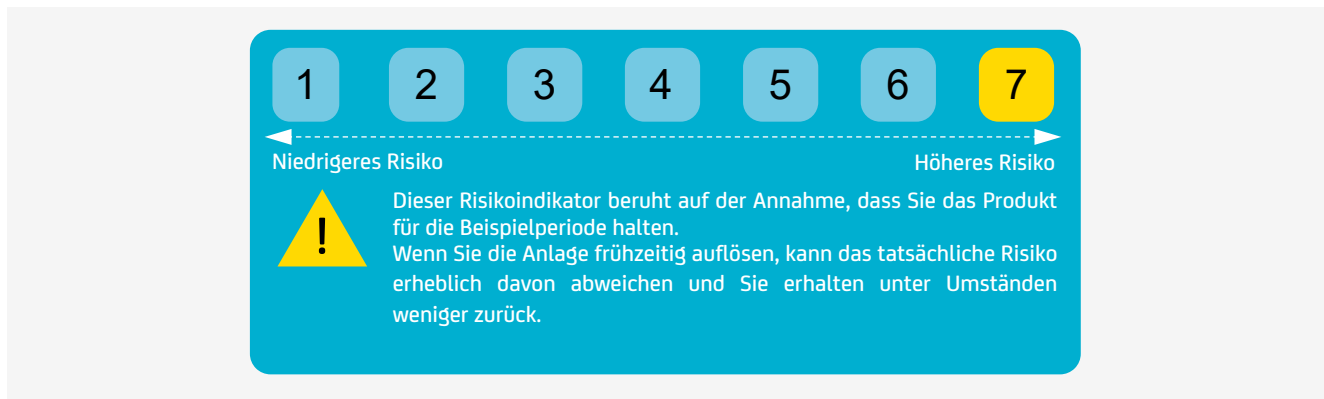 1 2 3 4 5 6 7
Niedrigeres Risiko Höheres Risiko
!
Dieser Risikoindikator beruht auf der Annahme, dass Sie das Produkt
für die Beispielperiode halten.
Wenn Sie die Anlage frühzeitig auflösen, kann das tatsächliche Risiko
erheblich davon abweichen und Sie erhalten unter Umständen
weniger zurück.